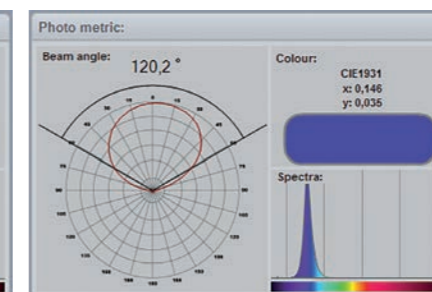 Photo metric:
Beam angle:
120,2 °
Colour:
CIE1931
x: 0,146
y: 0,035
Spectra: